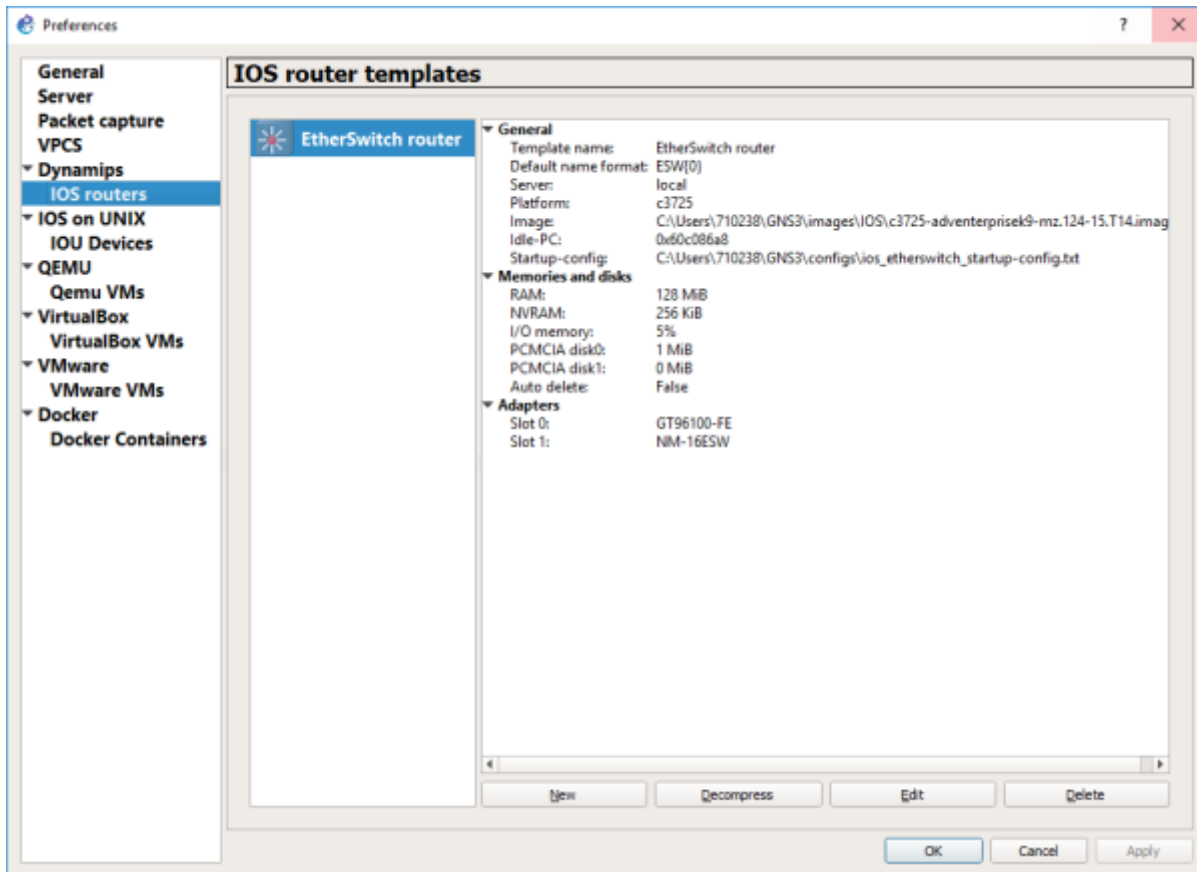 Preferences
?
General
Server
Packet capture
VPCS
Dynamips
IOS routers
IOS on UNIX
IOU Devices
QEMU
Qemu VMs
VirtualBox
VirtualBox VMs
VMware
VMware VMs
Docker
Docker Containers
IOS router templates
EtherSwitch router
General
Template name: EtherSwitch router
Default name format: ESW{0}
Server: local
Platform: c3725
Image: C:\Users\710238\GNS3\images\IOS\c3725-adventerprisek9-mz.124-15.T14.imag
Idle-PC: 0x60c086a8
Startup-config: C:\Users\710238\GNS3\configs\ios_etherswitch_startup-config.txt
Memories and disks
RAM: 128 MiB
NVRAM: 256 KiB
I/O memory: 5%
PCMCIA disk0: 1 MiB
PCMCIA disk1: 0 MiB
Auto delete: False
Adapters
Slot 0: GT96100-FE
Slot 1: NM-16ESW
New Decompress Edit Delete
OK Cancel Apply